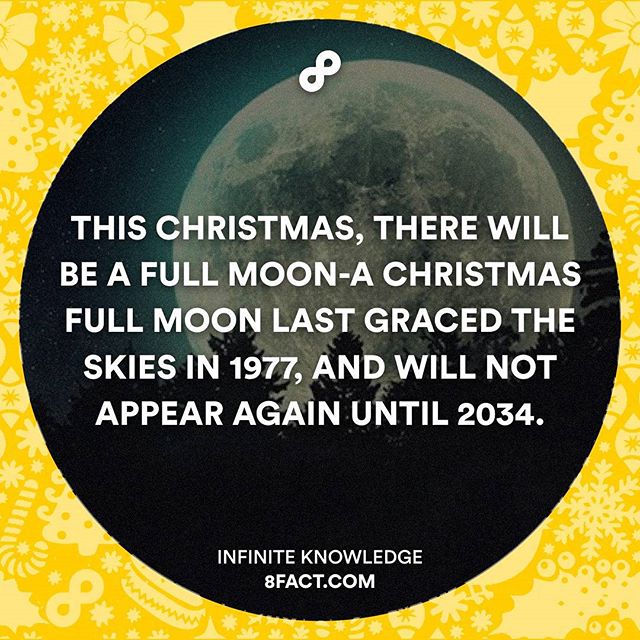 THIS CHRISTMAS, THERE WILL
BE A FULL MOON-A CHRISTMAS
FULL MOON LAST GRACED THE
SKIES IN 1977, AND WILL NOT
APPEAR AGAIN UNTIL 2034.
INFINITE KNOWLEDGE
8FACT.COM